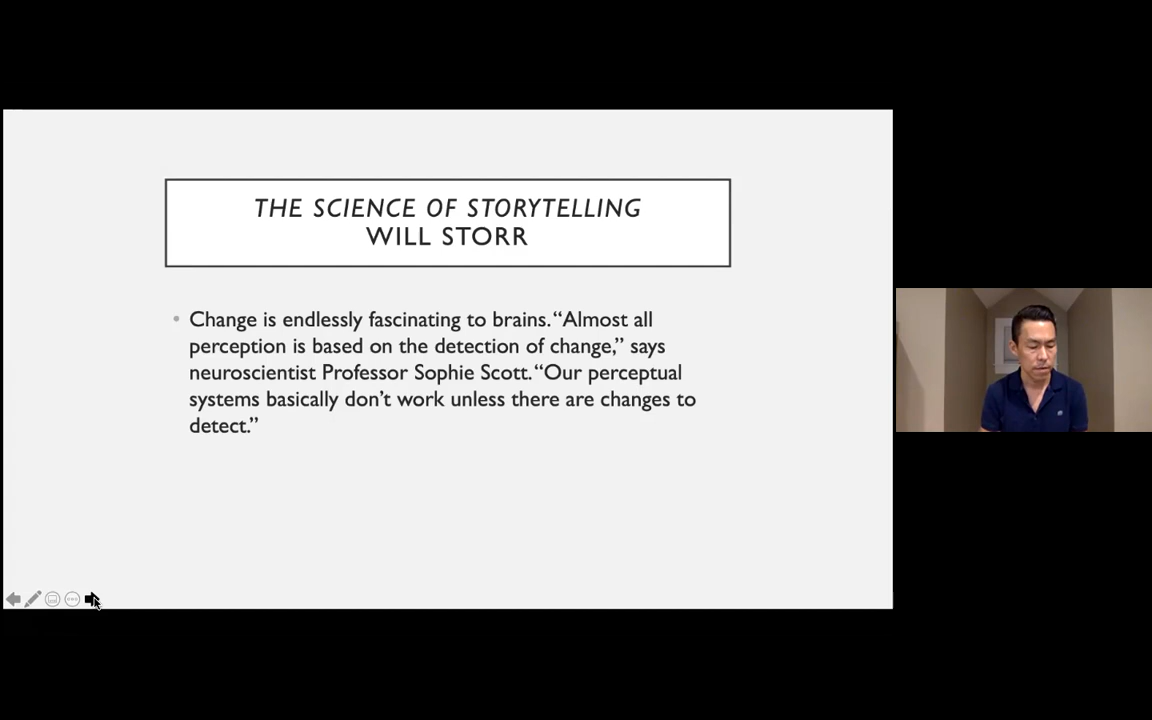 THE SCIENCE OF STORYTELLING
WILL STORR
• Change is endlessly fascinating to brains. “Almost all
perception is based on the detection of change,” says
neuroscientist Professor Sophie Scott. “Our perceptual
systems basically don’t work unless there are changes to
detect.”